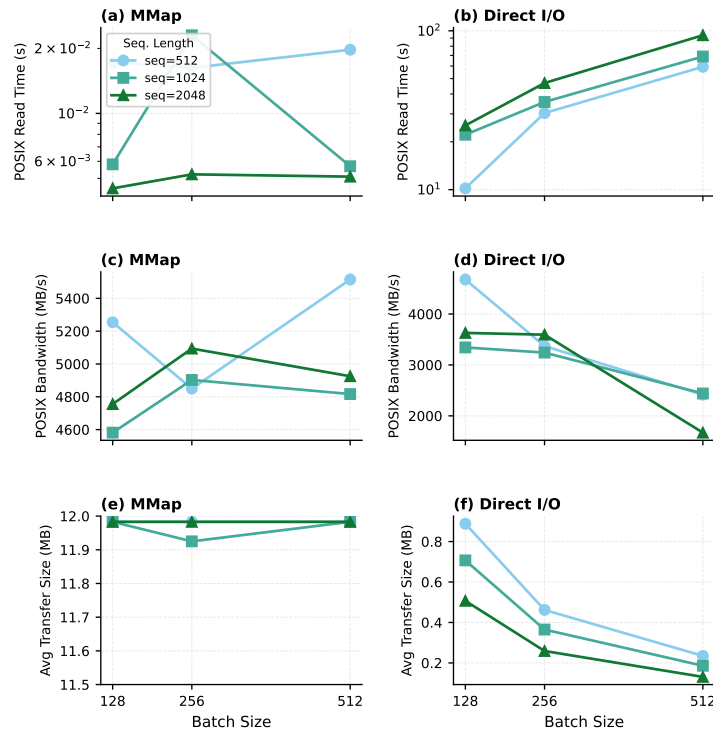 (a) MMap
POSIX Read Time (s)
2 × 10⁻²
10⁻²
6 × 10⁻³
Seq. Length
seq=512
seq=1024
seq=2048
(b) Direct I/O
POSIX Read Time (s)
10²
10¹
(c) MMap
POSIX Bandwidth (MB/s)
5400
5200
5000
4800
4600
(d) Direct I/O
POSIX Bandwidth (MB/s)
4000
3000
2000
(e) MMap
Avg Transfer Size (MB)
12.0
11.9
11.8
11.7
11.6
11.5
128 256 512
Batch Size
(f) Direct I/O
Avg Transfer Size (MB)
0.8
0.6
0.4
0.2
128 256 512
Batch Size